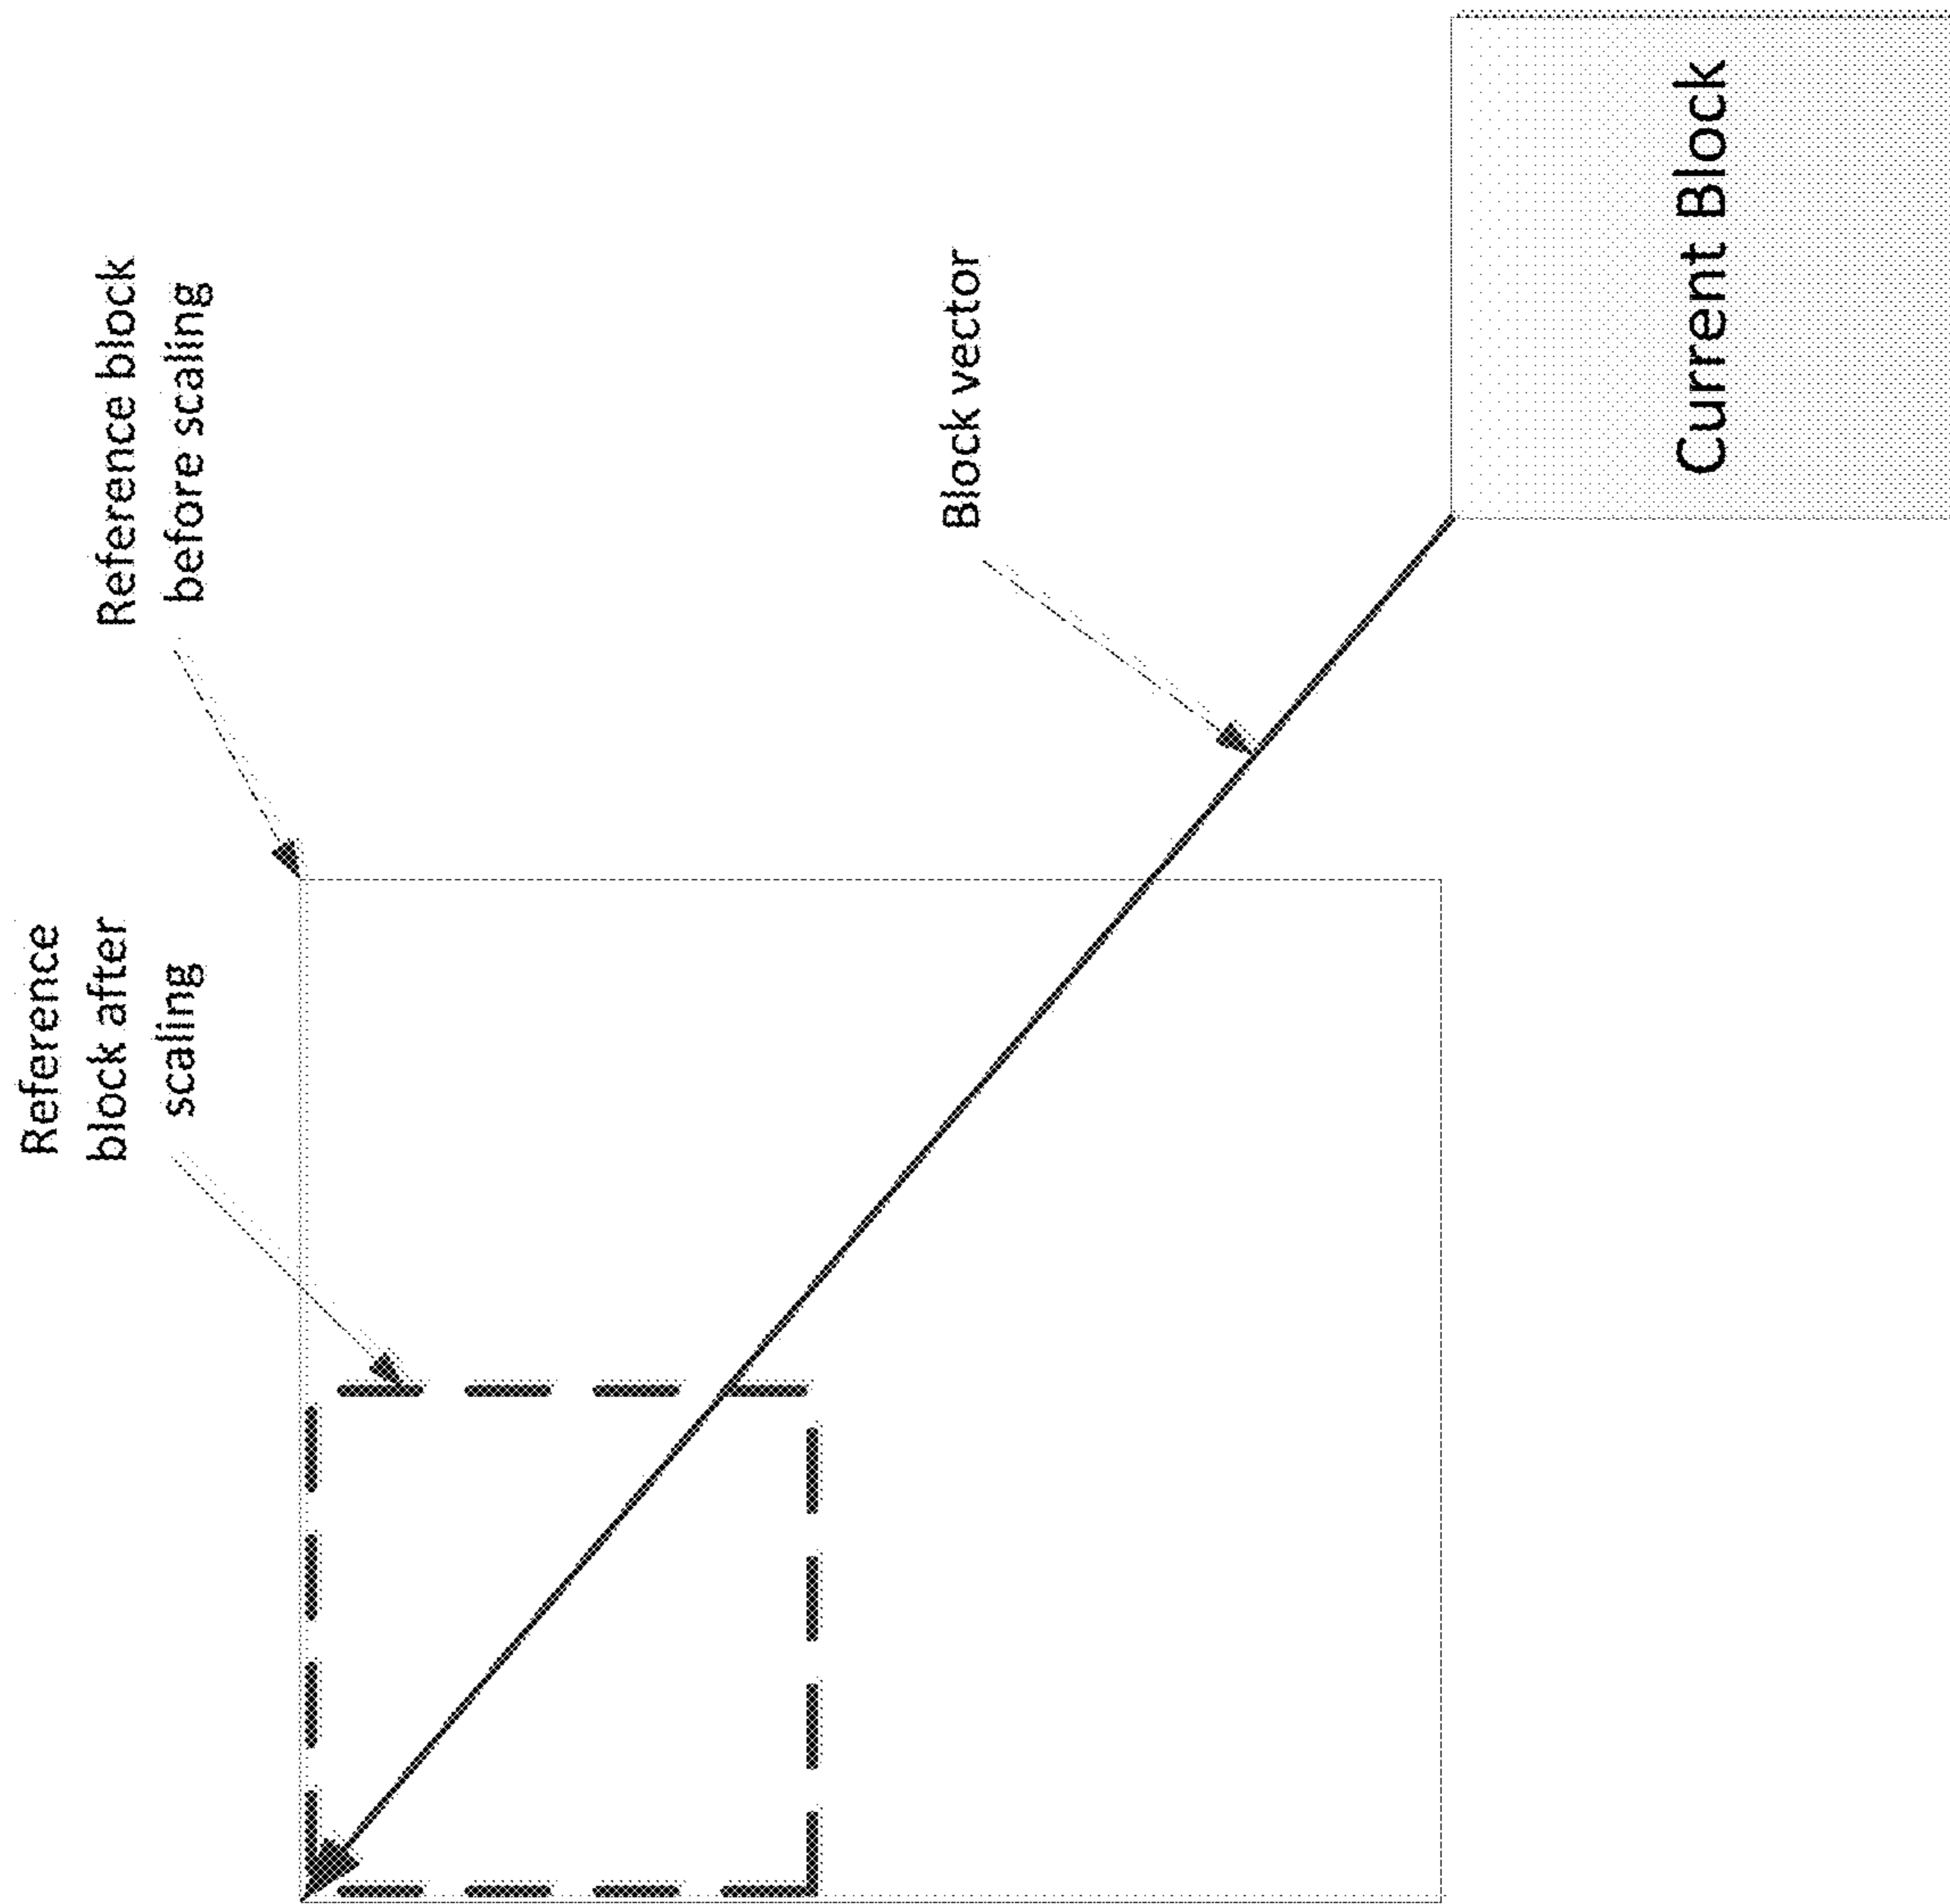 Reference
block after
scaling
Reference block
before scaling
Block vector
Current Block